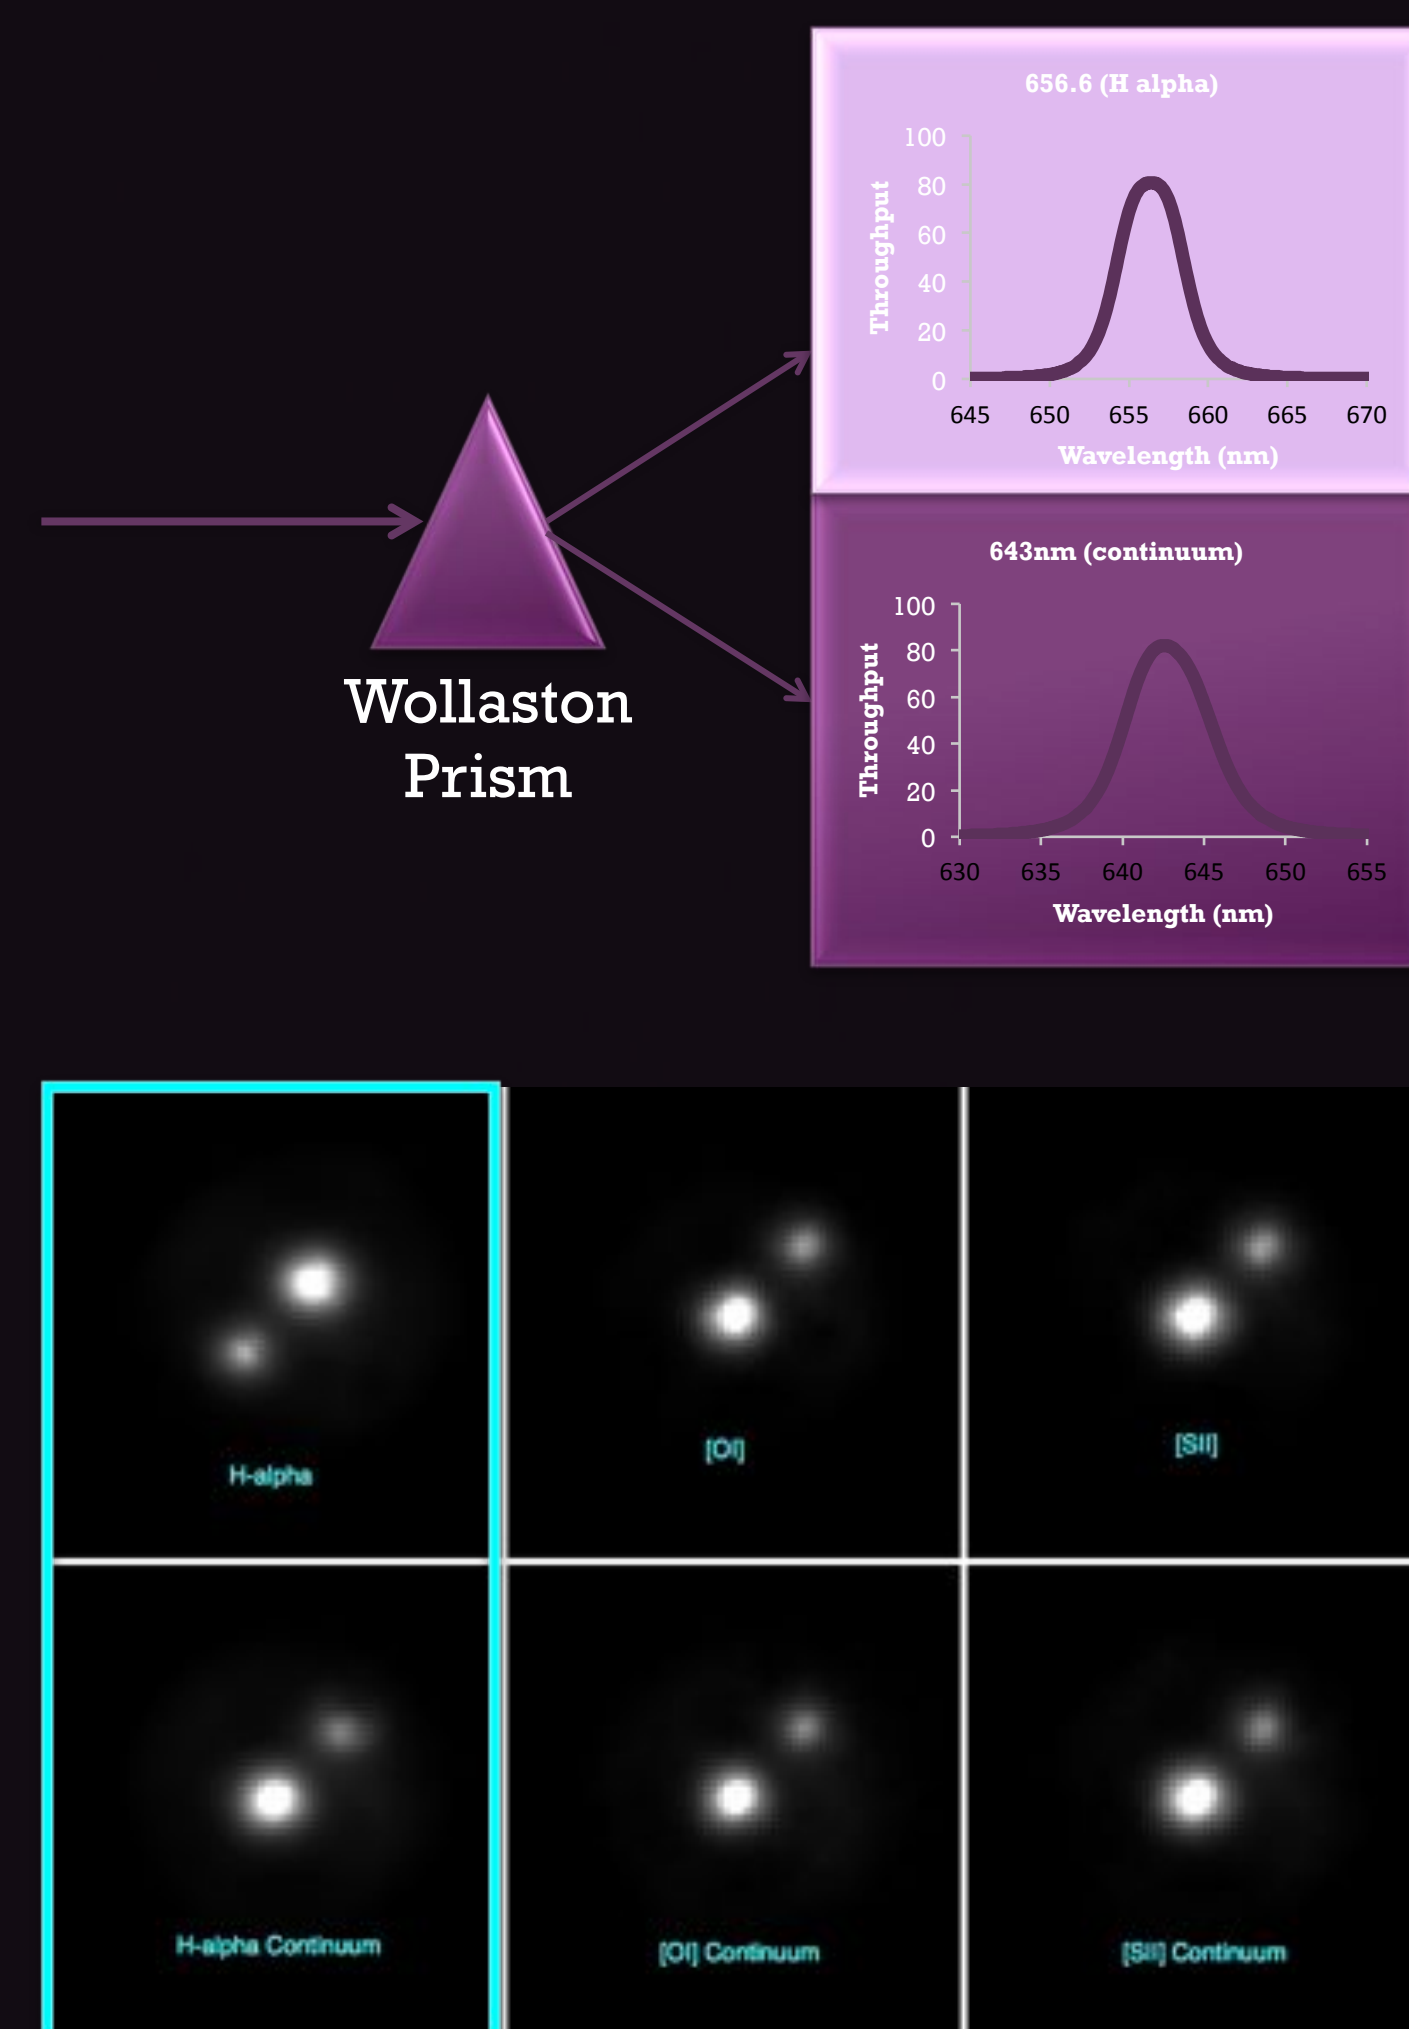 656.6 (H alpha)
100
80
60
40
20
0
Throughput
645 650 655 660 665 670
Wavelength (nm)
Wollaston
Prism
643nm (continuum)
100
80
60
40
20
0
Throughput
630 635 640 645 650 655
Wavelength (nm)
H-alpha
[OI]
[SII]
H-alpha Continuum
[OI] Continuum
[SII] Continuum